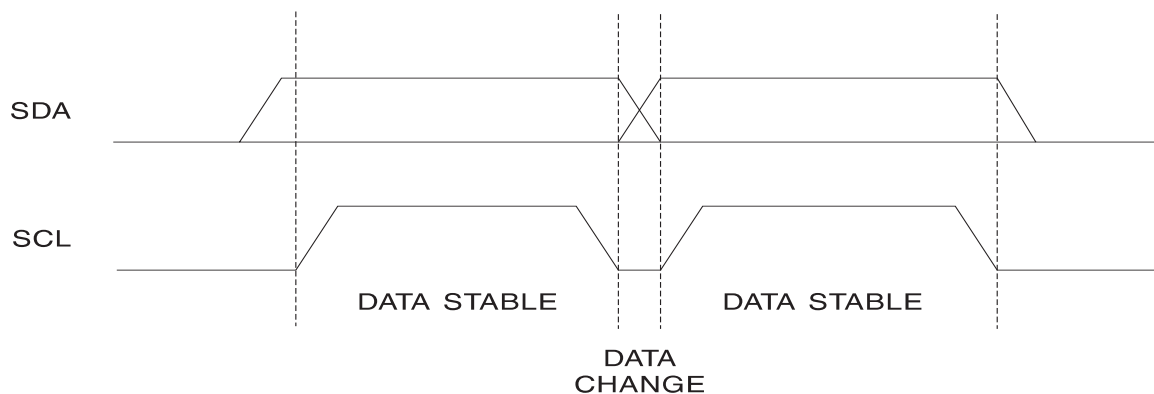 SDA
SCL
DATA STABLE
DATA STABLE
DATA
CHANGE